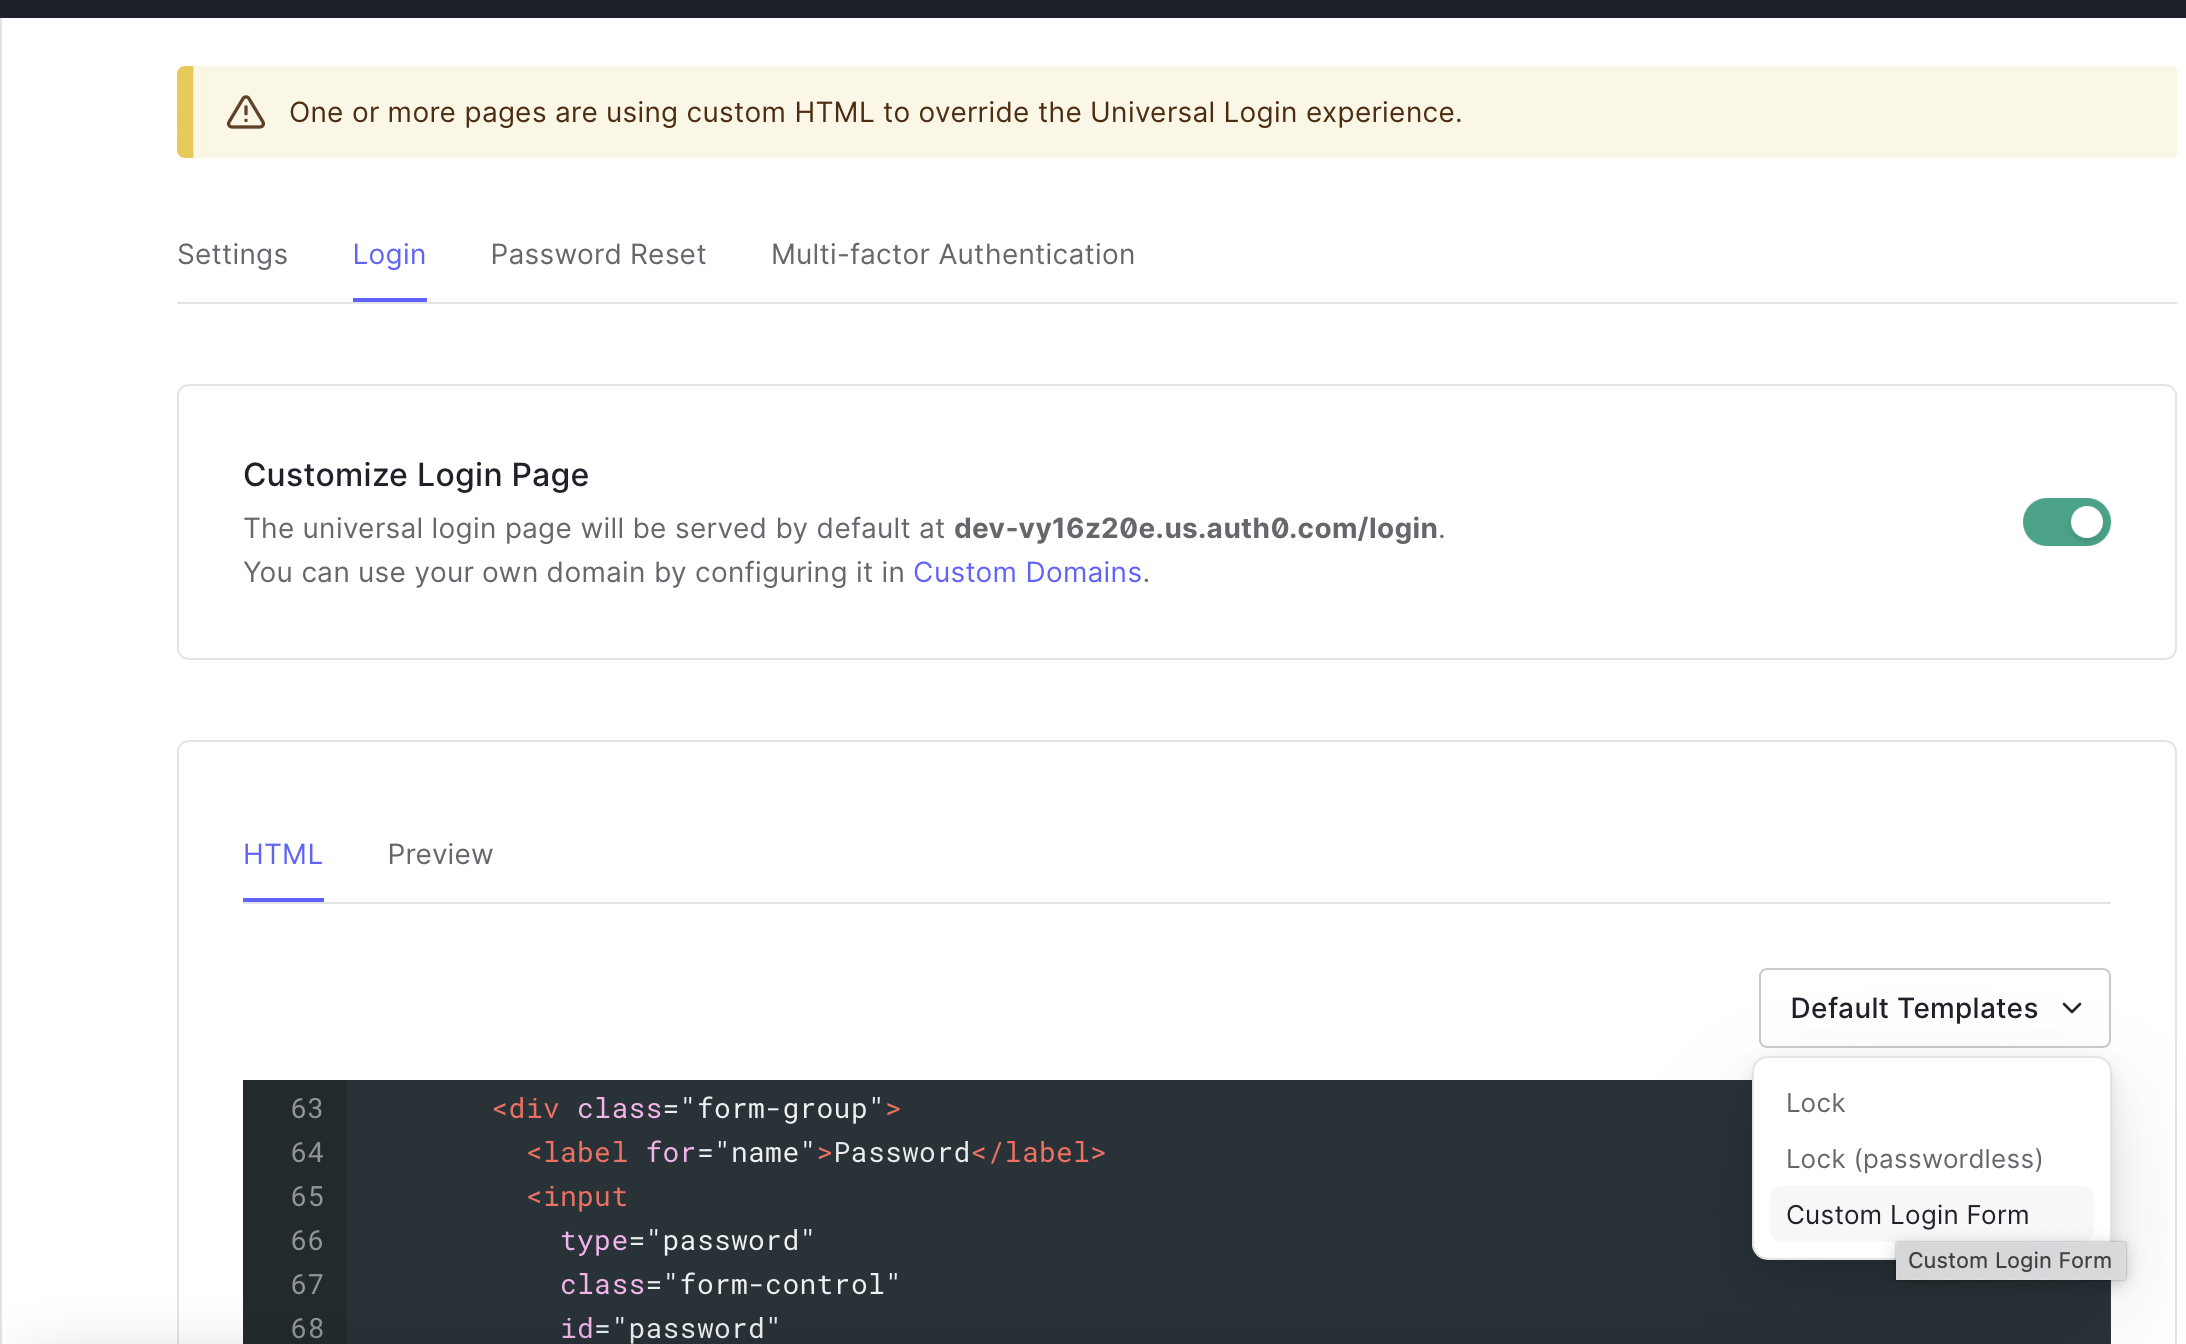 One or more pages are using custom HTML to override the Universal Login experience.
Settings Login Password Reset Multi-factor Authentication
Customize Login Page
The universal login page will be served by default at dev-vy16z20e.us.auth0.com/login.
You can use your own domain by configuring it in Custom Domains.
HTML Preview
Default Templates
Lock
Lock (passwordless)
Custom Login Form
Custom Login Form
63 <div class="form-group">
64 <label for="name">Password</label>
65 <input
66 type="password"
67 class="form-control"
68 id="password"